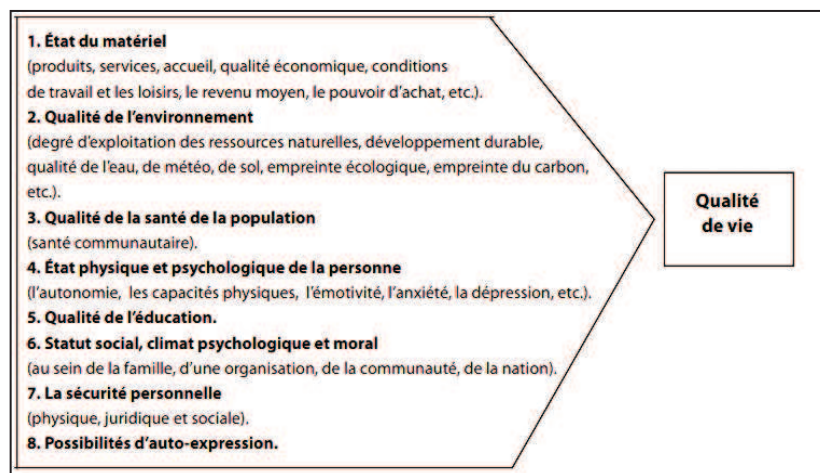 1. État du matériel
(produits, services, accueil, qualité économique, conditions
de travail et les loisirs, le revenu moyen, le pouvoir d'achat, etc.).
2. Qualité de l'environnement
(degré d'exploitation des ressources naturelles, développement durable,
qualité de l'eau, de météo, de sol, empreinte écologique, empreinte du carbon,
etc.).
3. Qualité de la santé de la population
(santé communautaire).
4. État physique et psychologique de la personne
(l'autonomie, les capacités physiques, l'émotivité, l'anxiété, la dépression, etc.).
5. Qualité de l'éducation.
6. Statut social, climat psychologique et moral
(au sein de la famille, d'une organisation, de la communauté, de la nation).
7. La sécurité personnelle
(physique, juridique et sociale).
8. Possibilités d'auto-expression.
Qualité
de vie